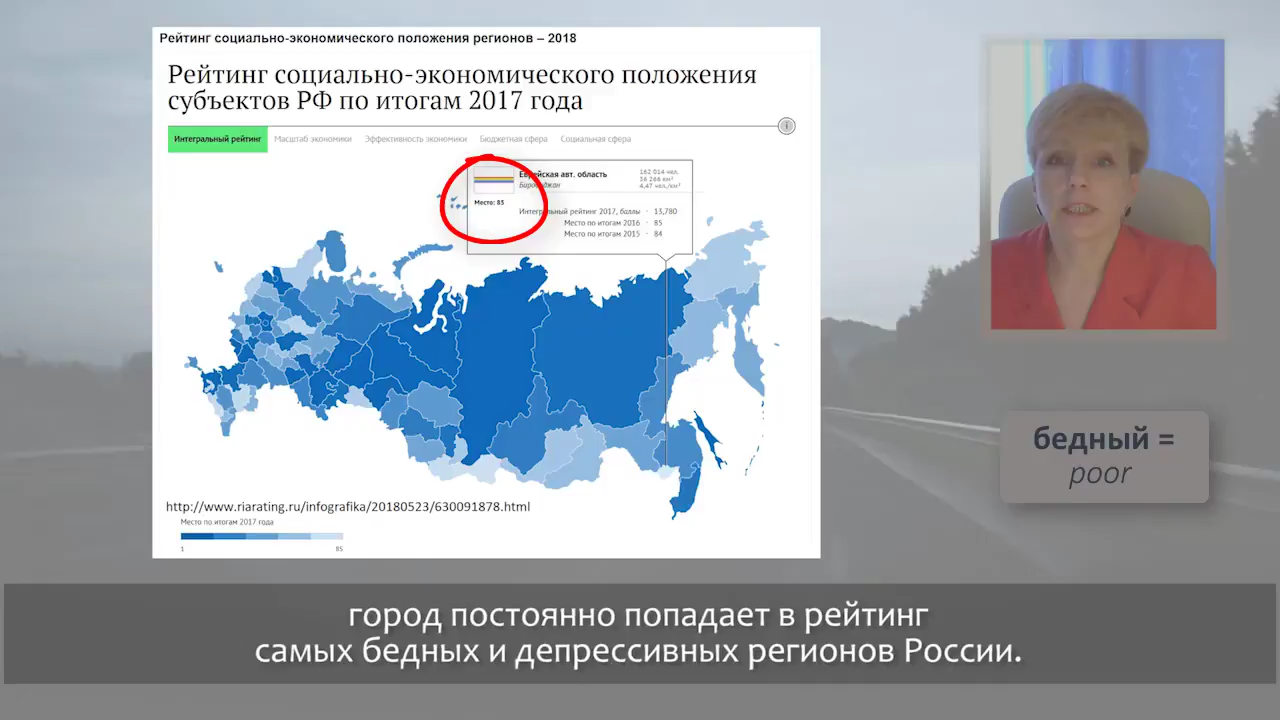 Рейтинг социально-экономического положения регионов – 2018
Рейтинг социально-экономического положения
субъектов РФ по итогам 2017 года
Интегральный рейтинг Масштаб экономики Эффективность экономики Бюджетная сфера Социальная сфера
Еврейская авт. область
Биробиджан
162 014 чел.
36 266 км²
4,47 чел./км²
Место: 85
Интегральный рейтинг 2017, баллы · 13,780
Место по итогам 2016 · 85
Место по итогам 2015 · 84
http://www.riarating.ru/infografika/20180523/630091878.html
Место по итогам 2017 года
1 85
бедный =
poor
город постоянно попадает в рейтинг
самых бедных и депрессивных регионов России.